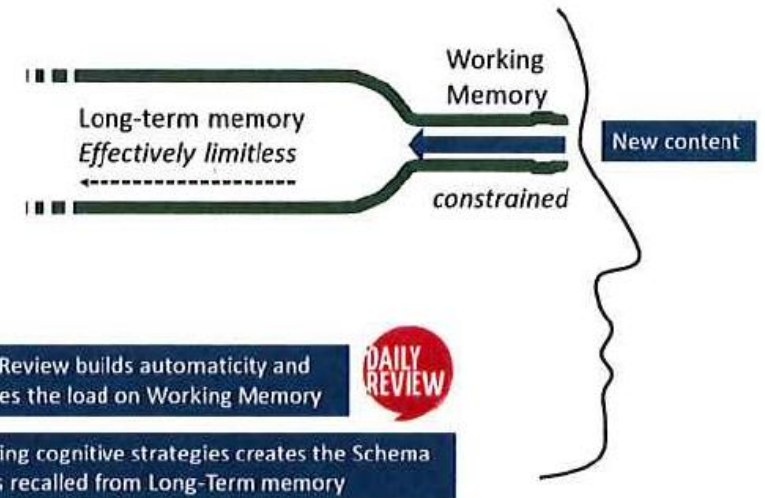 Working
Memory
Long-term memory
Effectively limitless
New content
constrained
Review builds automaticity and
es the load on Working Memory
DAILY
REVIEW
ing cognitive strategies creates the Schema
s recalled from Long-Term memory